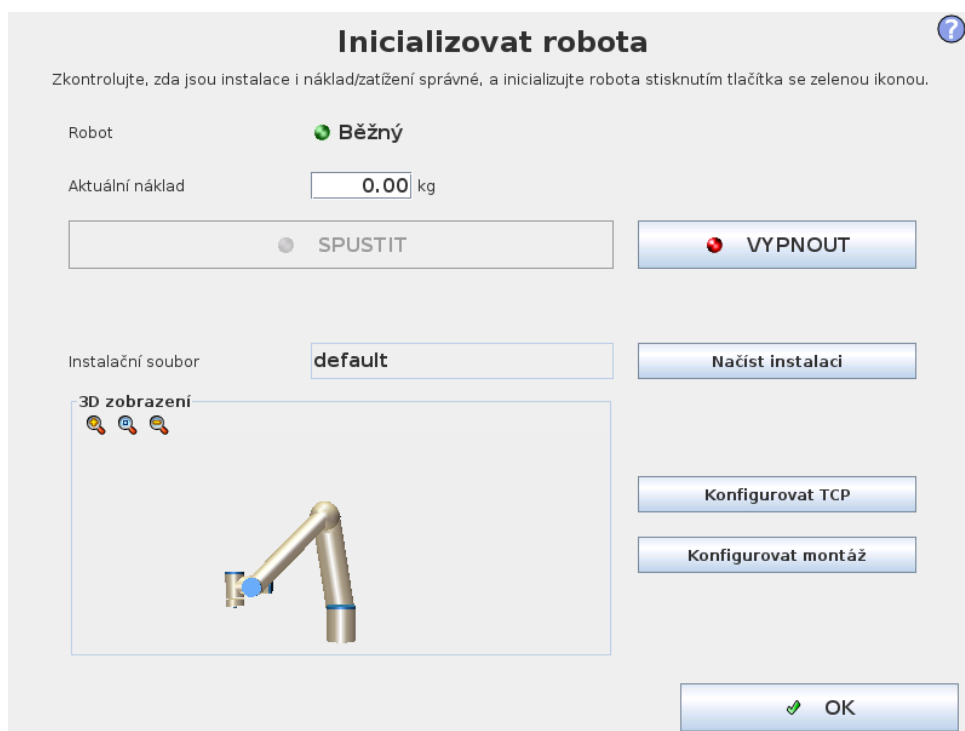 Inicializovat robota
?
Zkontrolujte, zda jsou instalace i náklad/zatížení správné, a inicializujte robota stisknutím tlačítka se zelenou ikonou.
Robot Běžný
Aktuální náklad 0.00 kg
SPUSTIT VYPNOUT
Instalační soubor default Načíst instalaci
3D zobrazení
Konfigurovat TCP
Konfigurovat montáž
OK